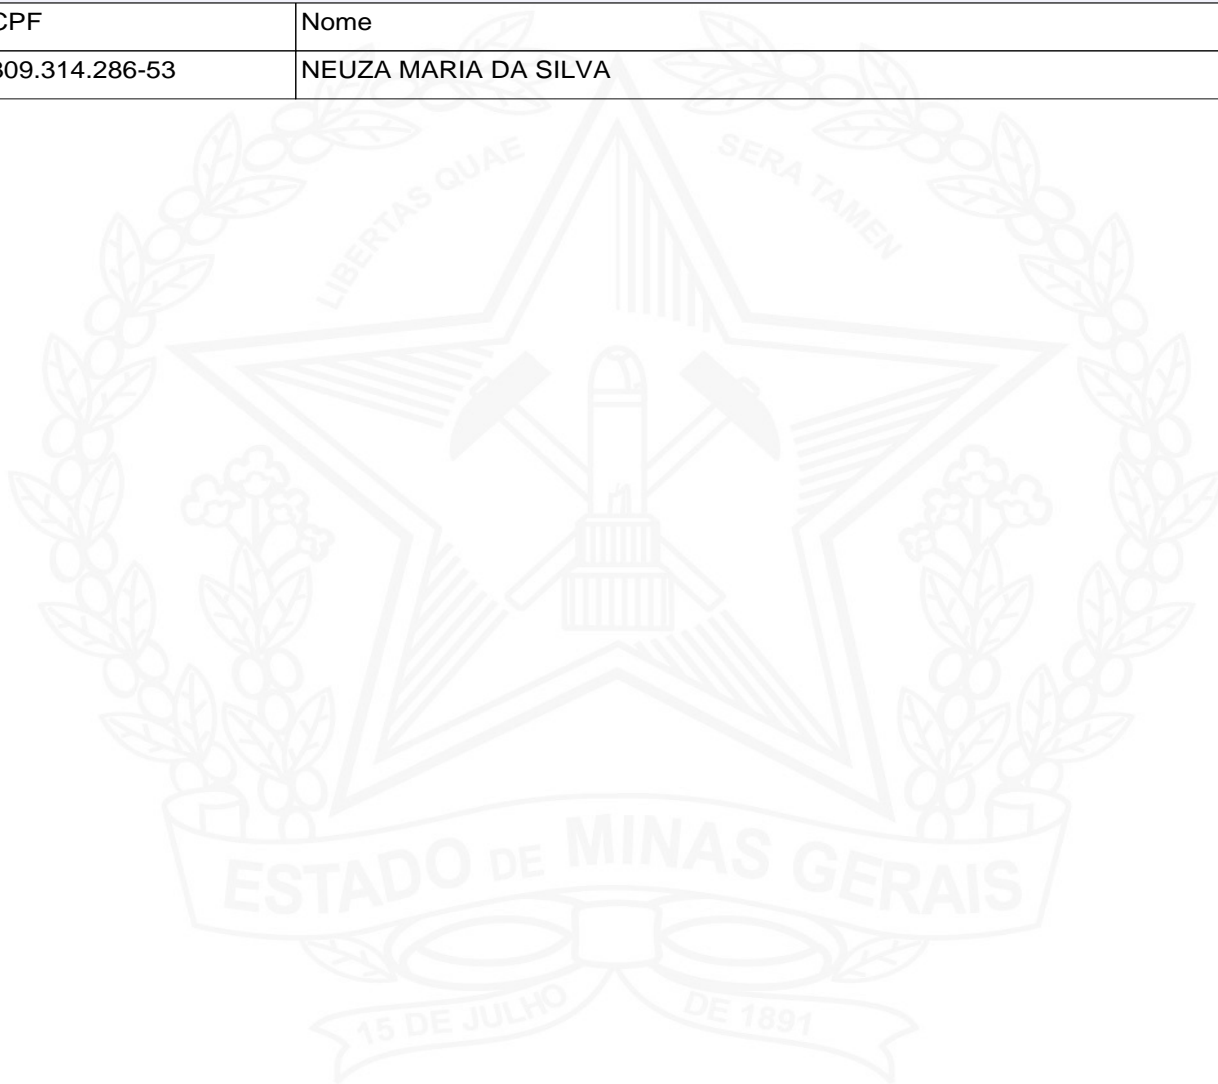 CPF Nome
809.314.286-53 NEUZA MARIA DA SILVA
LIBERTAS QUAE SERA TAMEN
ESTADO DE MINAS GERAIS
15 DE JULHO DE 1891